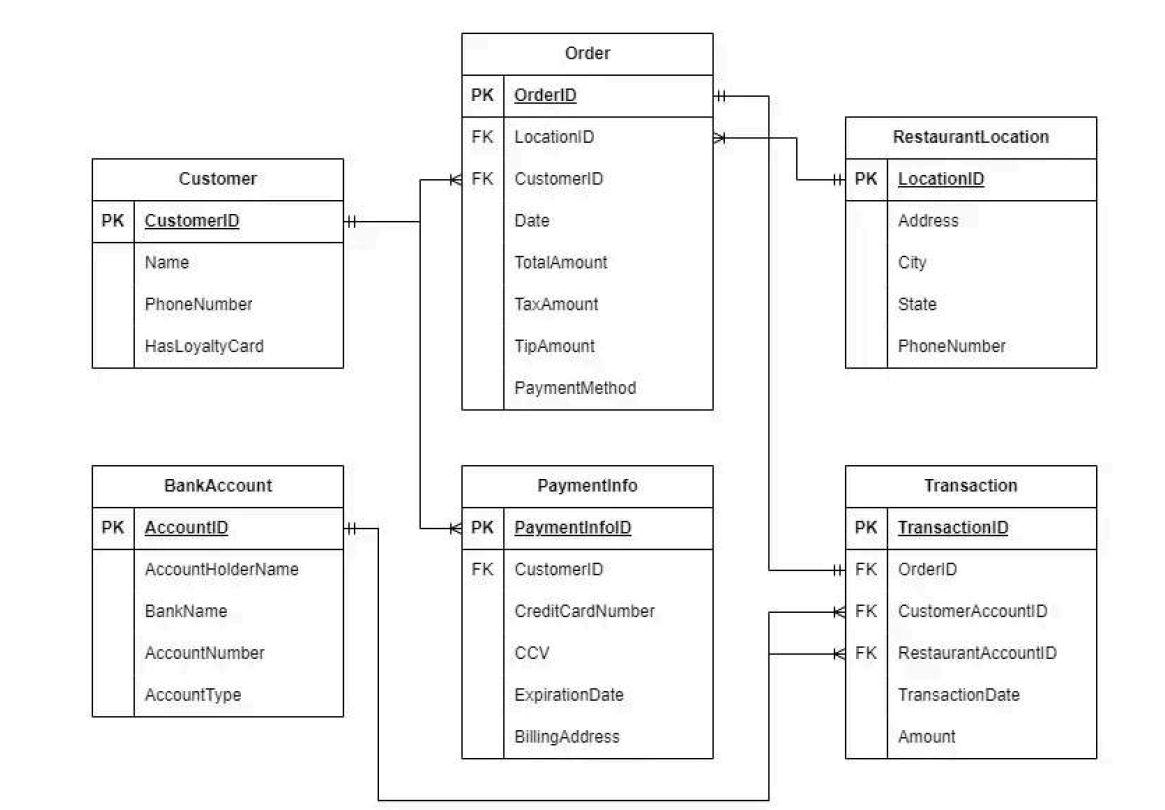 Order
PK OrderID
FK LocationID
FK CustomerID
Date
TotalAmount
TaxAmount
TipAmount
PaymentMethod
RestaurantLocation
PK LocationID
Address
City
State
PhoneNumber
Customer
PK CustomerID
Name
PhoneNumber
HasLoyaltyCard
BankAccount
PK AccountID
AccountHolderName
BankName
AccountNumber
AccountType
PaymentInfo
PK PaymentInfoID
FK CustomerID
CreditCardNumber
CCV
ExpirationDate
BillingAddress
Transaction
PK TransactionID
FK OrderID
FK CustomerAccountID
FK RestaurantAccountID
TransactionDate
Amount